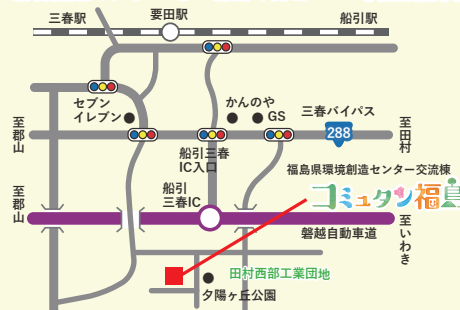 三春駅
要田駅
船引駅
セブン
イレブン
かんのや
GS
三春バイパス
288
至郡山
至田村
船引三春
IC入口
福島県環境創造センター交流棟
コミュタン福島
至郡山
船引
三春IC
磐越自動車道
至いわき
田村西部工業団地
夕陽ヶ丘公園